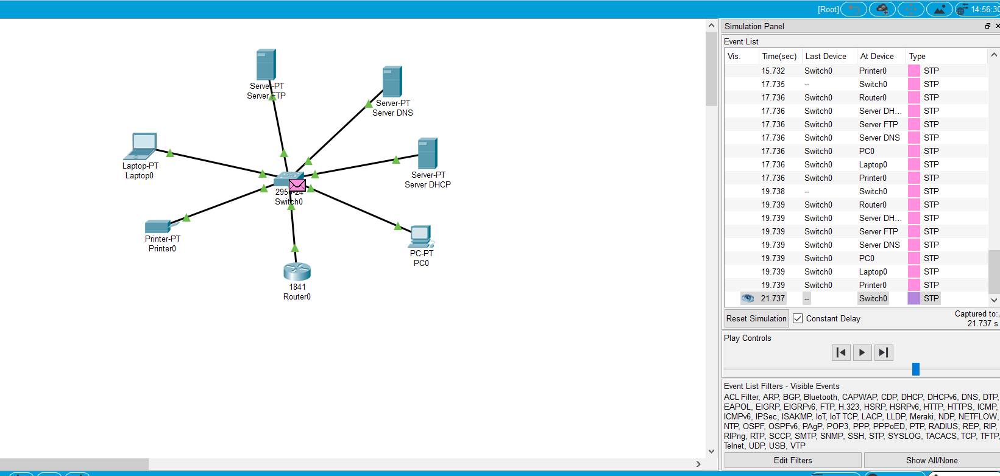 [Root]
14:56:30
Simulation Panel
Event List
Vis. Time(sec) Last Device At Device Type
15.732 Switch0 Printer0 STP
17.735 -- Switch0 STP
17.736 Switch0 Router0 STP
17.736 Switch0 Server DH... STP
17.736 Switch0 Server FTP STP
17.736 Switch0 Server DNS STP
17.736 Switch0 PC0 STP
17.736 Switch0 Laptop0 STP
17.736 Switch0 Printer0 STP
19.738 -- Switch0 STP
19.739 Switch0 Router0 STP
19.739 Switch0 Server DH... STP
19.739 Switch0 Server FTP STP
19.739 Switch0 Server DNS STP
19.739 Switch0 PC0 STP
19.739 Switch0 Laptop0 STP
19.739 Switch0 Printer0 STP
21.737 -- Switch0 STP
Reset Simulation Constant Delay
Captured to:
21.737 s
Play Controls
Event List Filters - Visible Events
ACL Filter, ARP, BGP, Bluetooth, CAPWAP, CDP, DHCP, DHCPv6, DNS, DTP,
EAPOL, EIGRP, EIGRPv6, FTP, H.323, HSRP, HSRPv6, HTTP, HTTPS, ICMP,
ICMPv6, IPSec, ISAKMP, IoT, IoT TCP, LACP, LLDP, Meraki, NDP, NETFLOW,
NTP, OSPF, OSPFv6, PAgP, POP3, PPP, PPPoED, PTP, RADIUS, REP, RIP,
RIPng, RTP, SCCP, SMTP, SNMP, SSH, STP, SYSLOG, TACACS, TCP, TFTP,
Telnet, UDP, USB, VTP
Edit Filters Show All/None
Server-PT
Server FTP
Server-PT
Server DNS
Server-PT
Server DHCP
Laptop-PT
Laptop0
2950-24
Switch0
Printer-PT
Printer0
PC-PT
PC0
1841
Router0